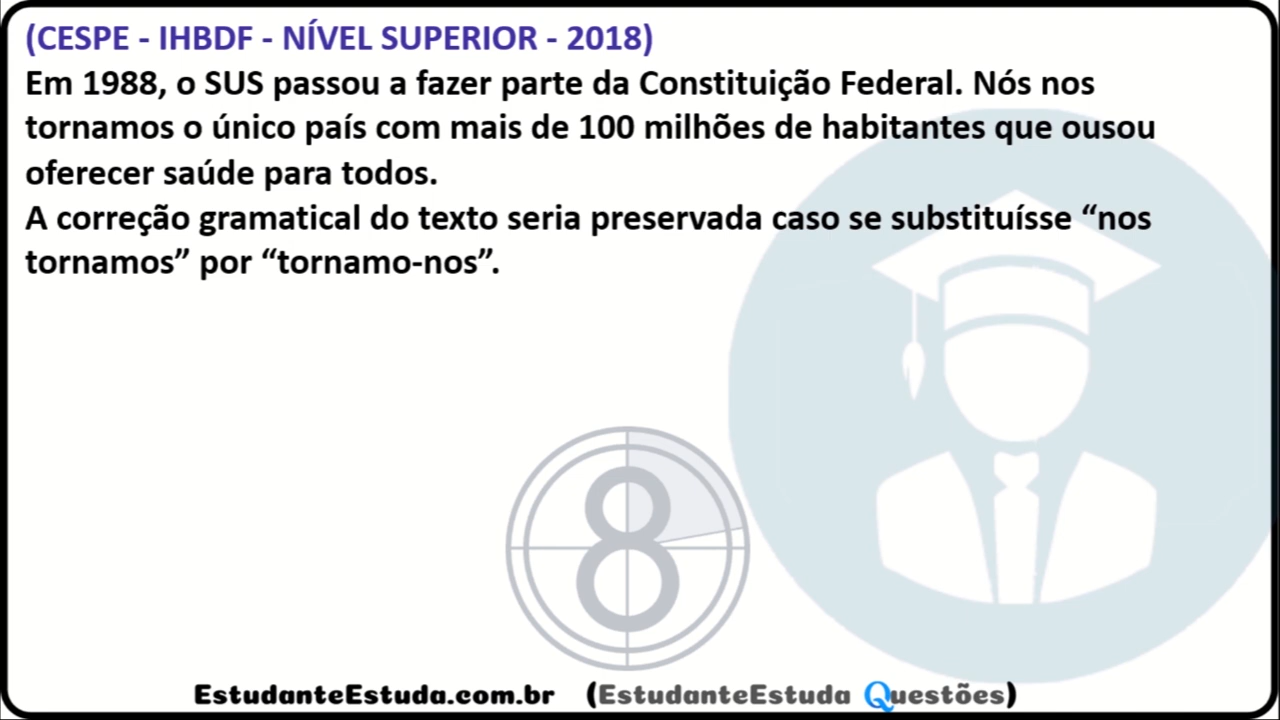 (CESPE - IHBDF - NÍVEL SUPERIOR - 2018)
Em 1988, o SUS passou a fazer parte da Constituição Federal. Nós nos
tornamos o único país com mais de 100 milhões de habitantes que ousou
oferecer saúde para todos.
A correção gramatical do texto seria preservada caso se substituísse “nos
tornamos” por “tornamo-nos”.
8
EstudanteEstuda.com.br (EstudanteEstuda Questões)